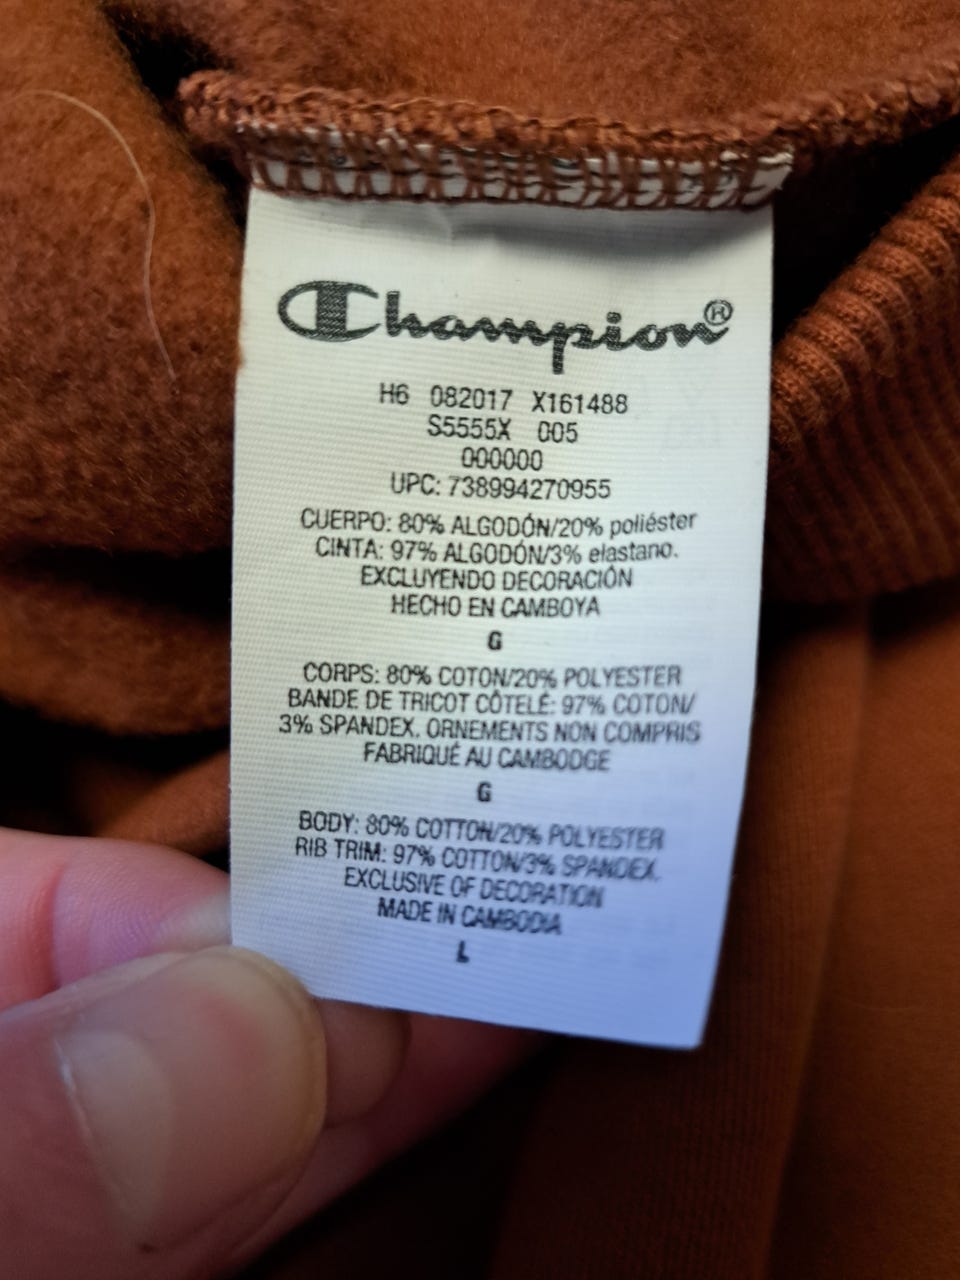 Champion®
H6 082017 X161488
S5555X 005
000000
UPC: 738994270955
CUERPO: 80% ALGODÓN/20% poliéster
CINTA: 97% ALGODÓN/3% elastano.
EXCLUYENDO DECORACIÓN
HECHO EN CAMBOYA
G
CORPS: 80% COTON/20% POLYESTER
BANDE DE TRICOT CÔTELÉ: 97% COTON/
3% SPANDEX. ORNEMENTS NON COMPRIS
FABRIQUÉ AU CAMBODGE
G
BODY: 80% COTTON/20% POLYESTER
RIB TRIM: 97% COTTON/3% SPANDEX.
EXCLUSIVE OF DECORATION
MADE IN CAMBODIA
L